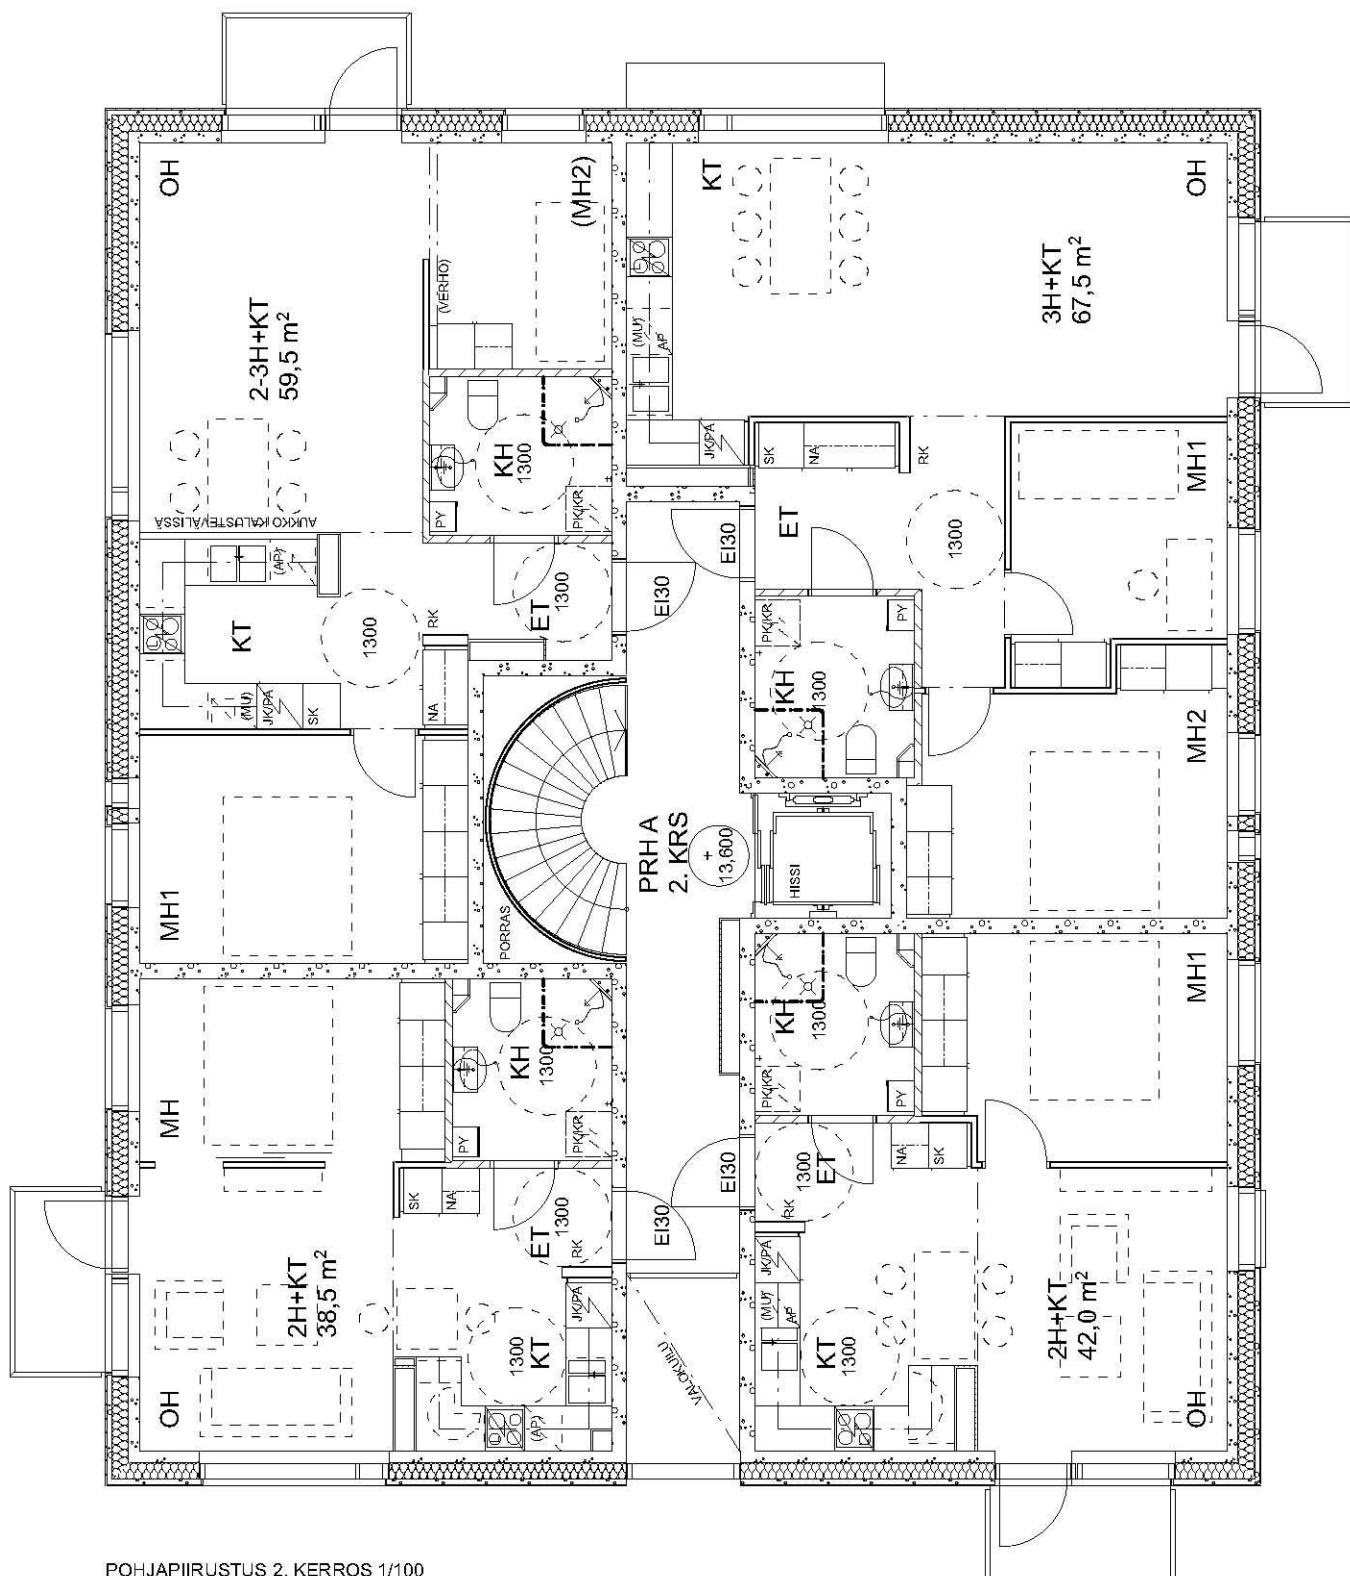 OH
2-3H+KT
59,5 m²
(MH2)
(VERHO)
AUKKO KALUSTEVÄLISSÄ
KT
OH
3H+KT
67,5 m²
(MU)
AP
JK/PA
SK
NA
RK
MH1
KH
1300
PY
PK/KR
(AP)
KT
1300
RK
ET
1300
EI30
EI30
ET
1300
(MU)
JK/PA
SK
NA
PK/KR
PY
KH
1300
MH2
MH1
PORRAS
PRH A
2. KRS
+
13,600
HISSI
MH
KH
1300
PY
PK/KR
KH
1300
PK/KR
PY
MH1
SK
NA
ET
1300
RK
EI30
EI30
1300
ET
RK
NA
SK
OH
2H+KT
38,5 m²
JK/PA
1300
KT
(AP)
VALOKUILU
JK/PA
(MU)
AP
KT
1300
2H+KT
42,0 m²
OH
POHJAPIIRUSTUS 2. KERROS 1/100